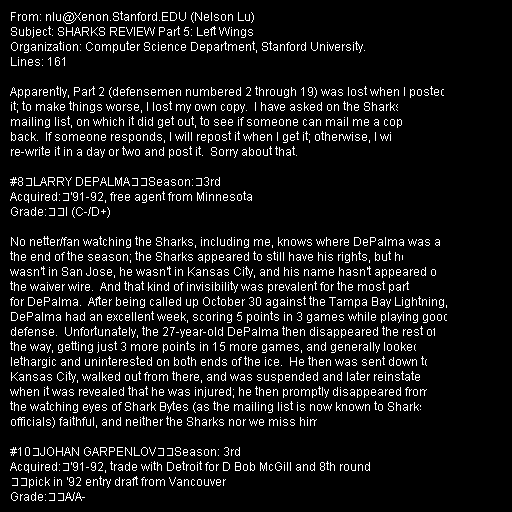 From: nlu@Xenon.Stanford.EDU (Nelson Lu)
Subject: SHARKS REVIEW Part 5: Left Wings
Organization: Computer Science Department, Stanford University.
Lines: 161

Apparently, Part 2 (defensemen numbered 2 through 19) was lost when I posted
it; to make things worse, I lost my own copy.  I have asked on the Sharks
mailing list, on which it did get out, to see if someone can mail me a cop
back.  If someone responds, I will repost it when I get it; otherwise, I wi
re-write it in a day or two and post it.  Sorry about that.

#8□LARRY DEPALMA□□Season:□3rd
Acquired:□'91-92, free agent from Minnesota
Grade:□□I (C-/D+)

No netter/fan watching the Sharks, including me, knows where DePalma was a
the end of the season; the Sharks appeared to still have his rights, but h
wasn't in San Jose, he wasn't in Kansas City, and his name hasn't appeared o
the waiver wire.  And that kind of invisibility was prevalent for the most part
for DePalma.  After being called up October 30 against the Tampa Bay Lightning,
DePalma had an excellent week, scoring 5 points in 3 games while playing good
defense.  Unfortunately, the 27-year-old DePalma then disappeared the rest of
the way, getting just 3 more points in 15 more games, and generally looked
lethargic and uninterested on both ends of the ice.  He then was sent down to
Kansas City, walked out from there, and was suspended and later reinstate
when it was revealed that he was injured; he then promptly disappeared from
the watching eyes of Shark Bytes (as the mailing list is now known to Sharks
officials) faithful, and neither the Sharks nor we miss him

#10□JOHAN GARPENLOV□□Season: 3rd
Acquired:□'91-92, trade with Detroit for D Bob McGill and 8th round
□□pick in '92 entry draft from Vancouver
Grade:□□A/A-